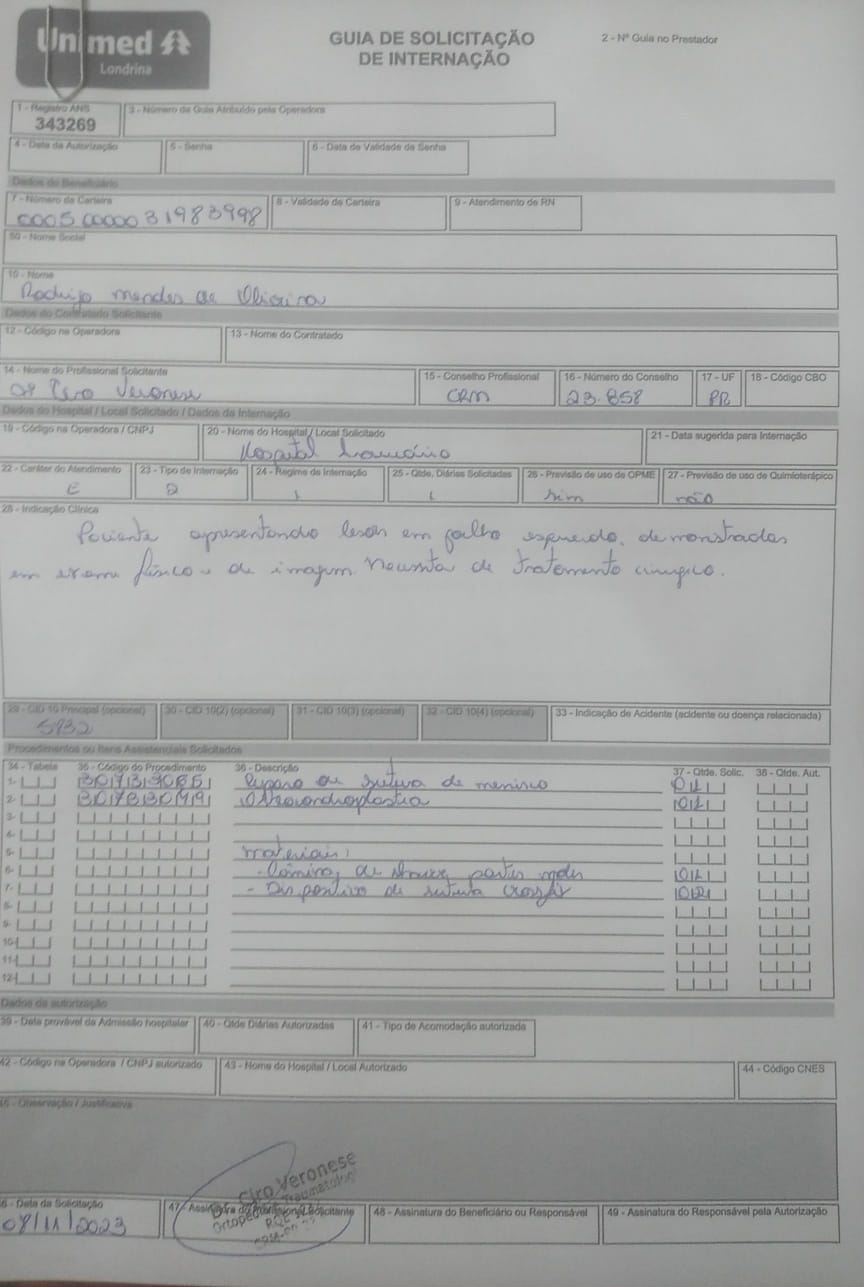 Unimed
Londrina
GUIA DE SOLICITAÇÃO
DE INTERNAÇÃO
2 - Nº Guia no Prestador
1 - Registro ANS
343269
3 - Número da Guia Atribuído pela Operadora
4 - Data da Autorização
5 - Senha
6 - Data de Validade da Senha
Dados do Beneficiário
7 - Número da Carteira
0005 00000 31983998
8 - Validade da Carteira
9 - Atendimento de RN
50 - Nome Social
10 - Nome
Rodrigo mendes de Oliveira
Dados do Contratado Solicitante
12 - Código na Operadora
13 - Nome do Contratado
14 - Nome do Profissional Solicitante
Dr Ciro Veronese
15 - Conselho Profissional
CRM
16 - Número do Conselho
23.858
17 - UF
PR
18 - Código CBO
Dados do Hospital / Local Solicitado / Dados da Internação
19 - Código na Operadora / CNPJ
20 - Nome do Hospital / Local Solicitado
Hospital
21 - Data sugerida para Internação
22 - Caráter do Atendimento
E
23 - Tipo de Internação
2
24 - Regime de Internação
1
25 - Qtde. Diárias Solicitadas
1
26 - Previsão de uso de OPME
sim
27 - Previsão de uso de Quimioterápico
não
28 - Indicação Clínica
Paciente apresentando lesão em joelho esquerdo, demonstradas
em exame físico e de imagem. Necessita de tratamento cirurgico.
29 - CID 10 Principal (opcional)
S832
30 - CID 10(2) (opcional)
31 - CID 10(3) (opcional)
32 - CID 10(4) (opcional)
33 - Indicação de Acidente (acidente ou doença relacionada)
Procedimentos ou Itens Assistenciais Solicitados
34 - Tabela
35 - Código do Procedimento
36 - Descrição
37 - Qtde. Solic.
38 - Qtde. Aut.
1- Reparo ou sutura de menisco 01
2- Osteocondroplastia 01
3-
4-
5- materiais:
6- - Lâmina de shaver partes moles 01
7- - Dispositivo de sutura crossfix 02
8-
9-
10-
11-
12-
Dados da autorização
39 - Data provável da Admissão hospitalar
40 - Qtde Diárias Autorizadas
41 - Tipo de Acomodação autorizada
42 - Código na Operadora / CNPJ autorizado
43 - Nome do Hospital / Local Autorizado
44 - Código CNES
45 - Observação / Justificativa
Dr. Ciro Veronese
Ortopedia Traumatologia
46 - Data da Solicitação
08/11/2023
47 - Assinatura do Profissional Solicitante
48 - Assinatura do Beneficiário ou Responsável
49 - Assinatura do Responsável pela Autorização